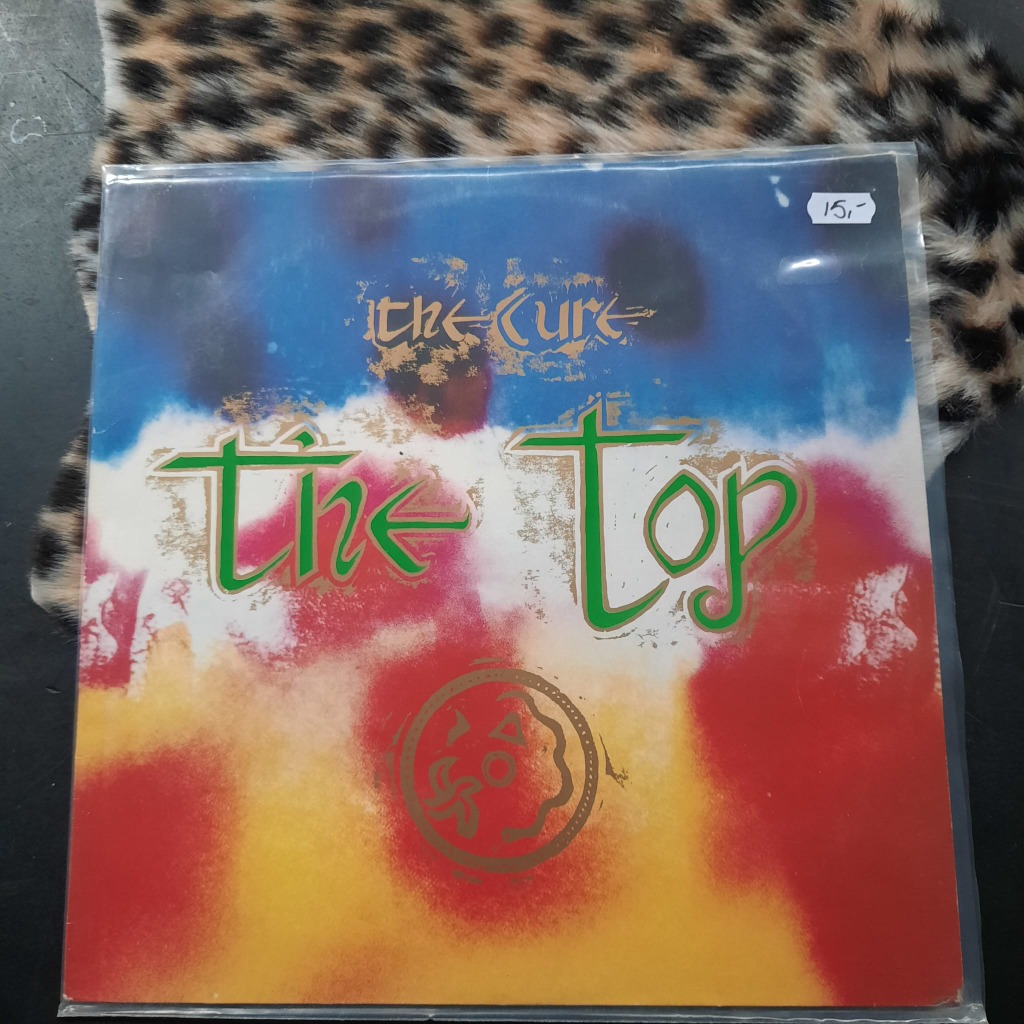 15,-
the Cure
the top